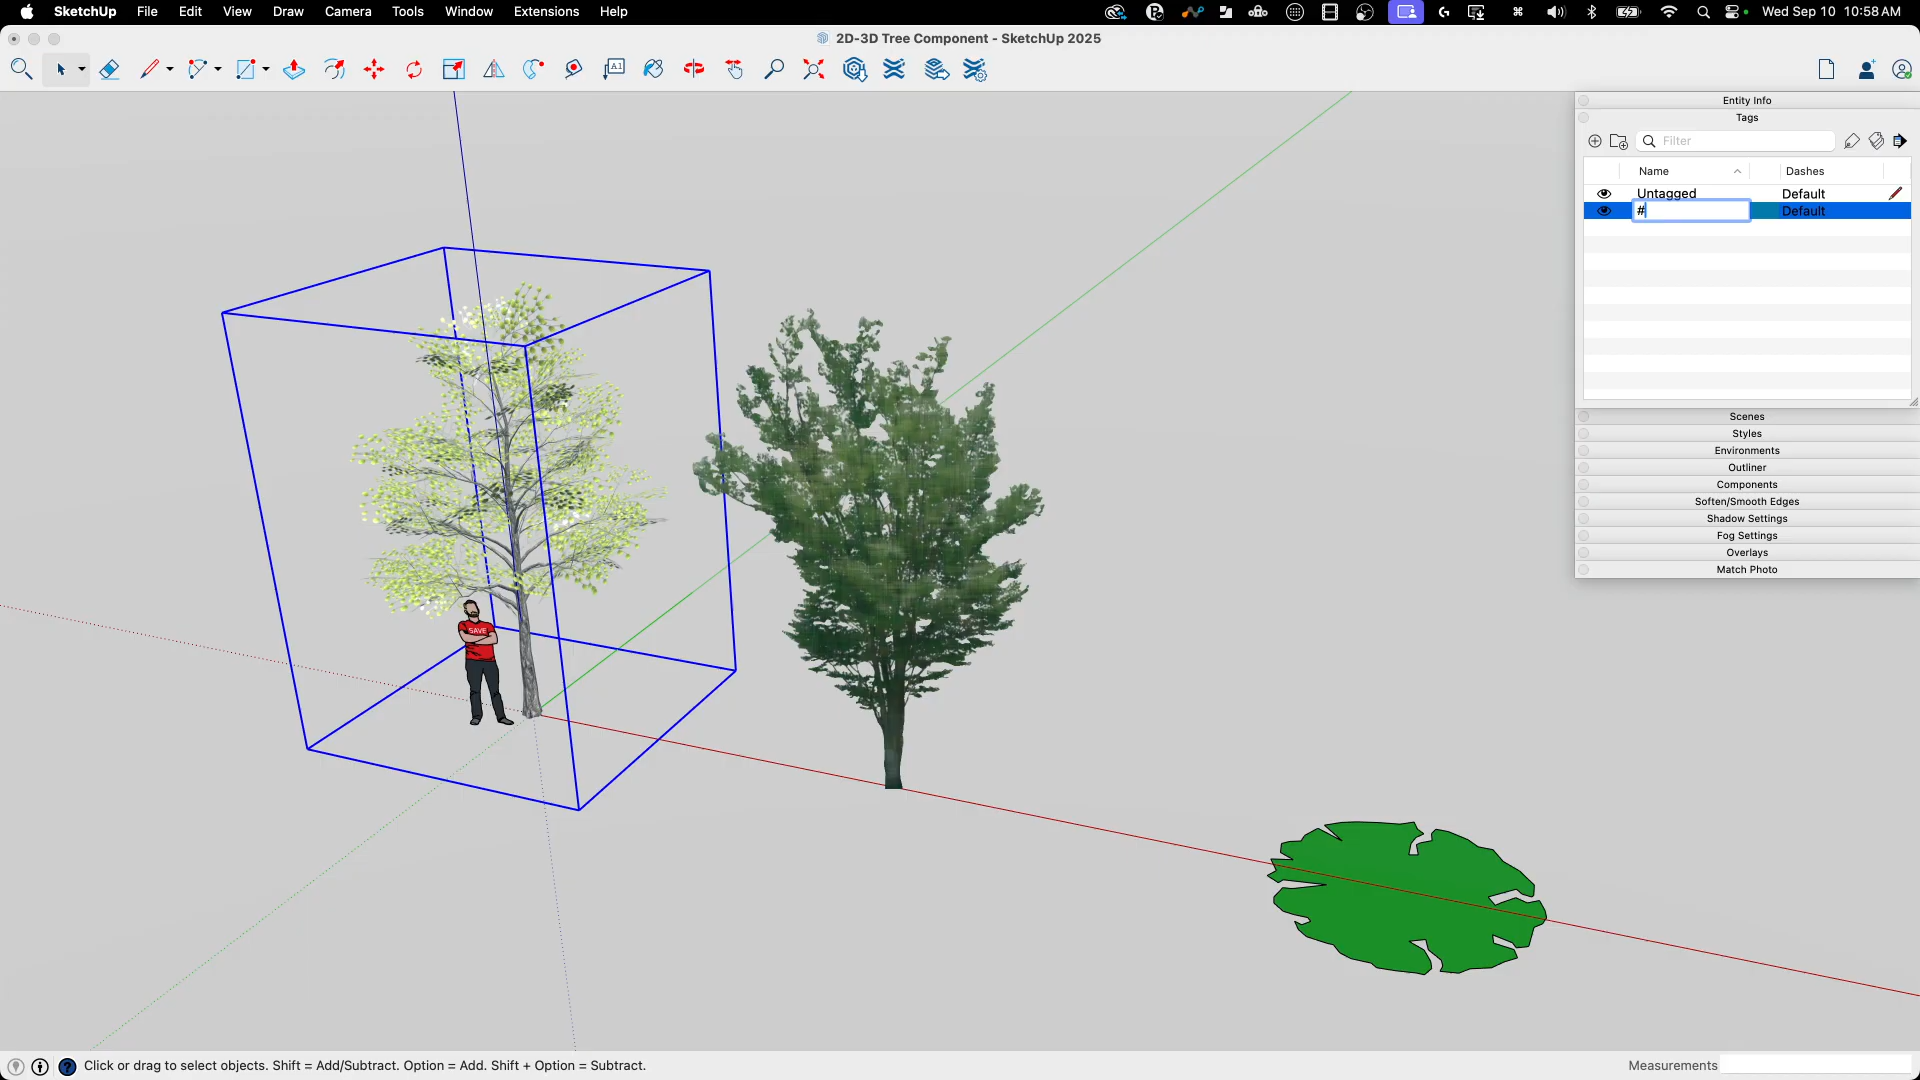 SketchUp File Edit View Draw Camera Tools Window Extensions Help Wed Sep 10 10:58 AM
2D-3D Tree Component - SketchUp 2025
A1
Entity Info
Tags
Filter
Name Dashes
Untagged Default
# Default
Scenes
Styles
Environments
Outliner
Components
Soften/Smooth Edges
Shadow Settings
Fog Settings
Overlays
Match Photo
SAVE
Click or drag to select objects. Shift = Add/Subtract. Option = Add. Shift + Option = Subtract. Measurements